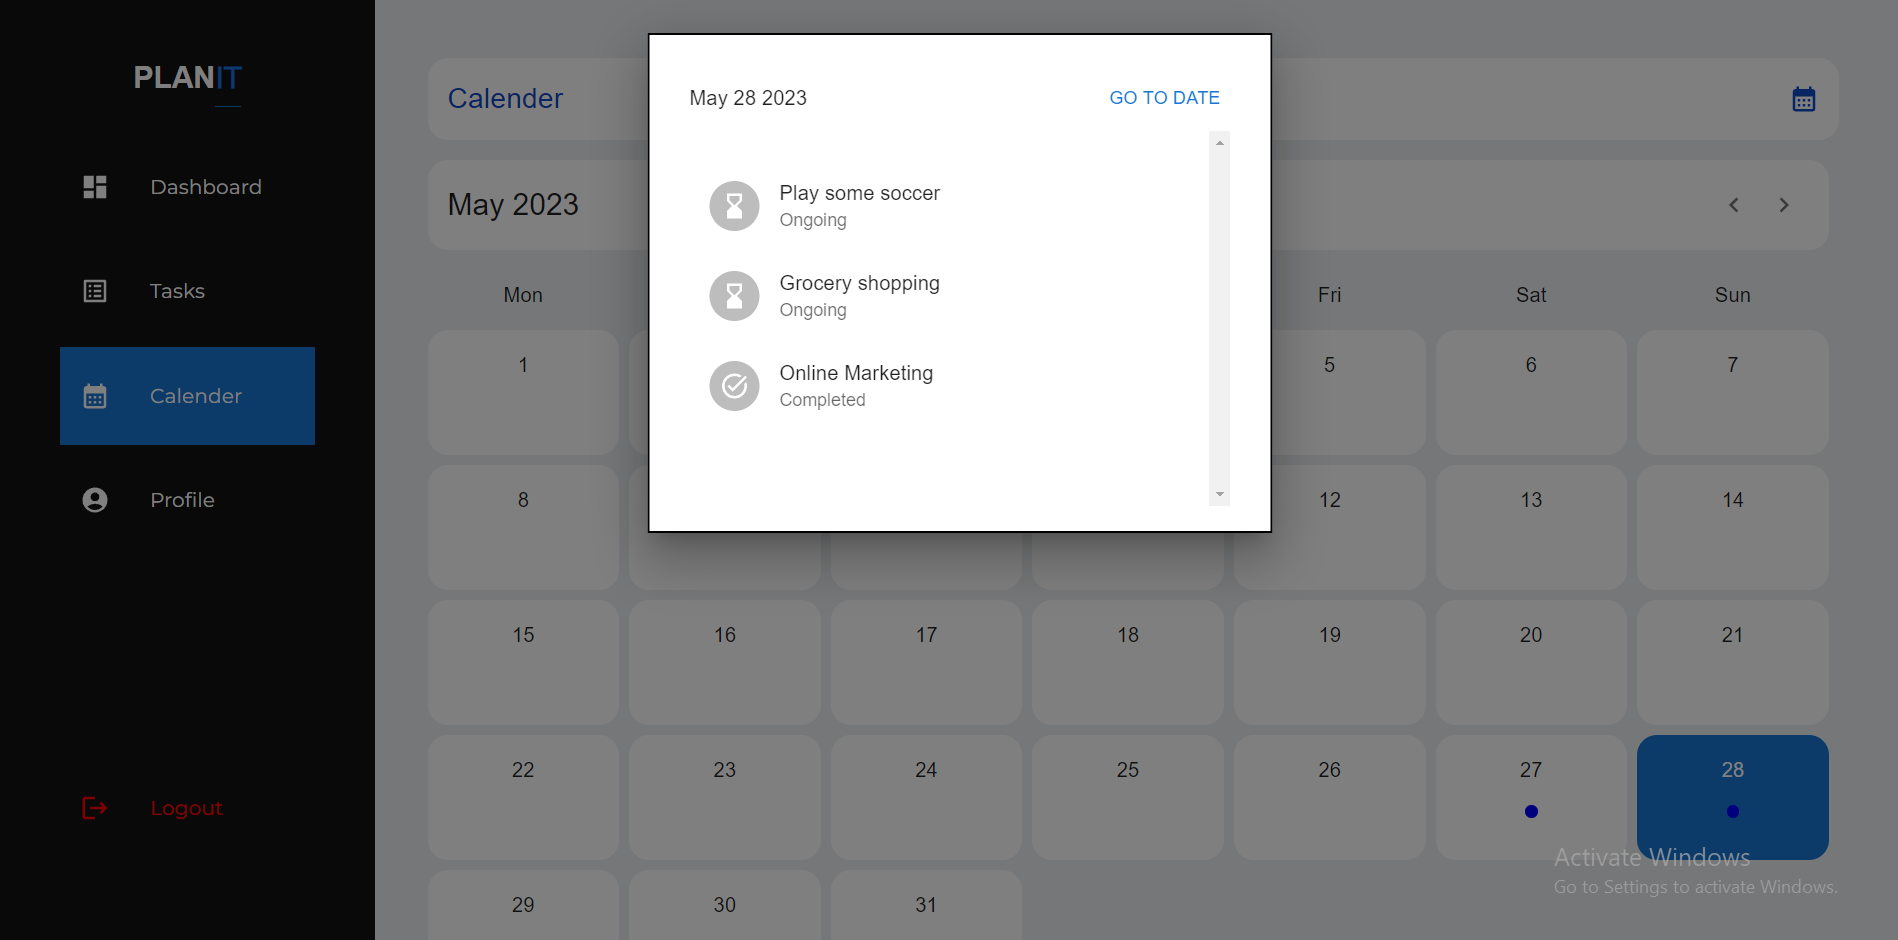 PLANIT
Dashboard
Tasks
Calender
Profile
Logout
Calender
May 2023
Mon
Fri
Sat
Sun
1
5
6
7
8
12
13
14
15
16
17
18
19
20
21
22
23
24
25
26
27
28
29
30
31
May 28 2023
GO TO DATE
Play some soccer
Ongoing
Grocery shopping
Ongoing
Online Marketing
Completed
Activate Windows
Go to Settings to activate Windows.